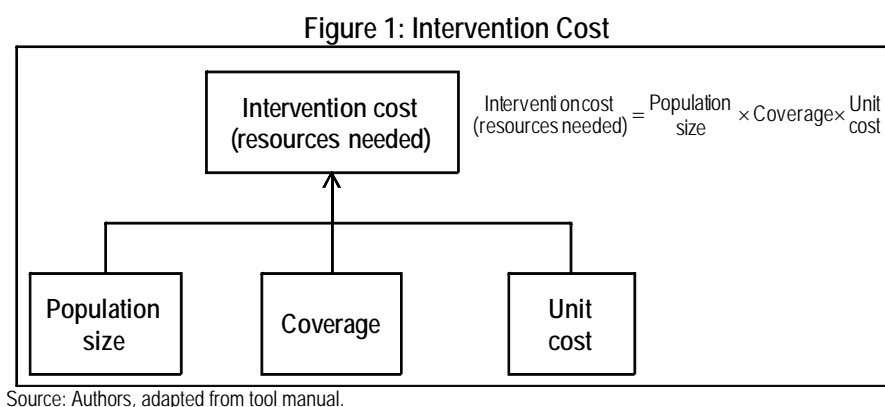 Figure 1: Intervention Cost
Intervention cost
(resources needed)
Intervention cost
(resources needed) = Population size × Coverage × Unit cost
Population
size
Coverage
Unit
cost
Source: Authors, adapted from tool manual.